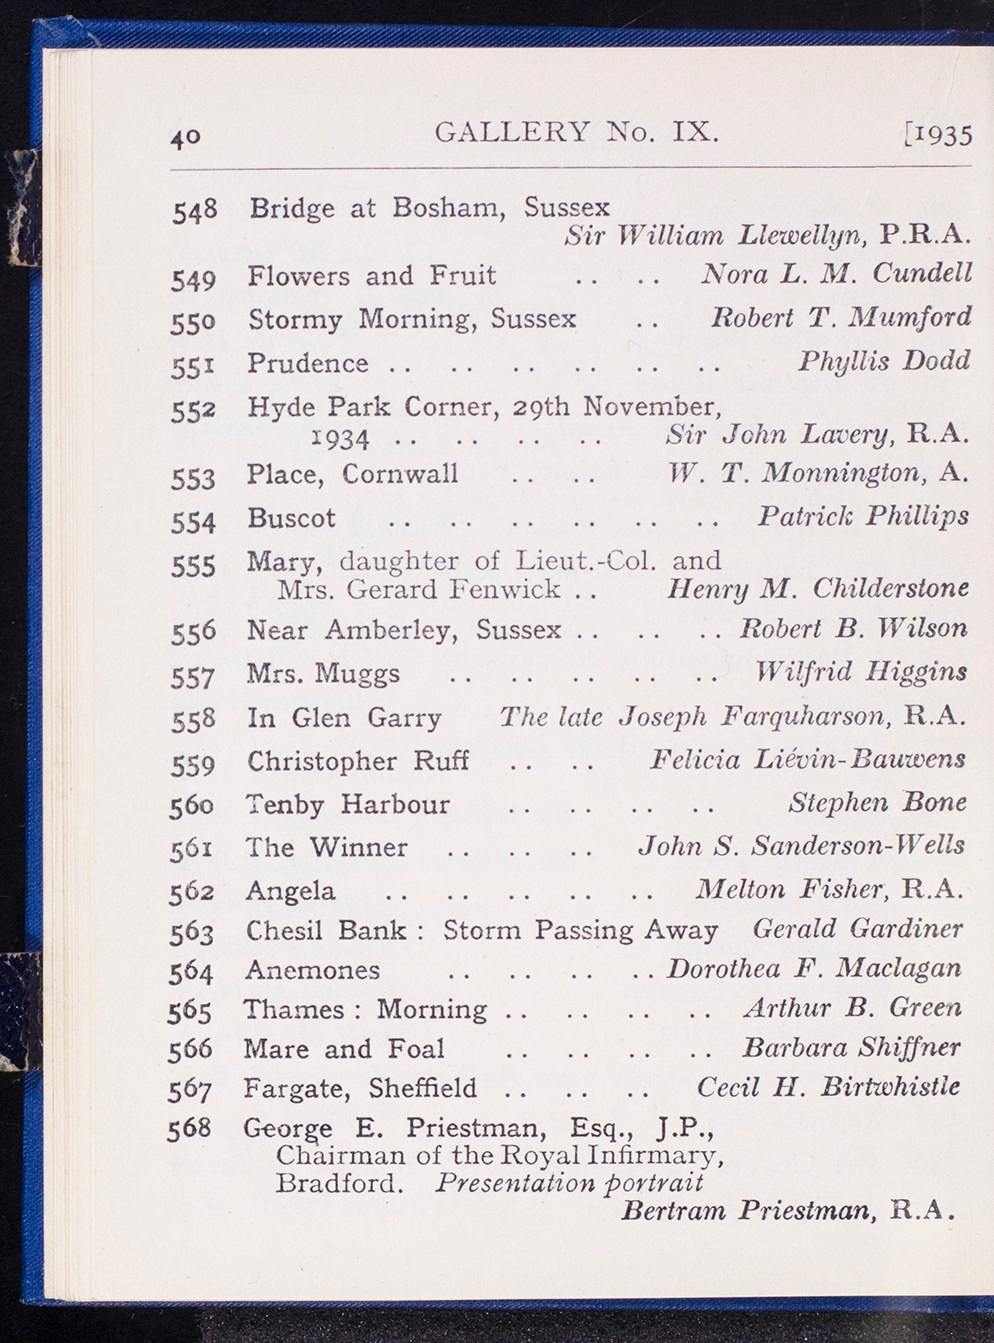 40 GALLERY No. IX. [1935
548 Bridge at Bosham, Sussex
Sir William Llewellyn, P.R.A.
549 Flowers and Fruit .. .. Nora L. M. Cundell
550 Stormy Morning, Sussex .. Robert T. Mumford
551 Prudence .. .. .. .. .. .. Phyllis Dodd
552 Hyde Park Corner, 29th November,
1934 .. .. .. .. Sir John Lavery, R.A.
553 Place, Cornwall .. .. W. T. Monnington, A.
554 Buscot .. .. .. .. .. .. Patrick Phillips
555 Mary, daughter of Lieut.-Col. and
Mrs. Gerard Fenwick .. Henry M. Childerstone
556 Near Amberley, Sussex .. .. .. Robert B. Wilson
557 Mrs. Muggs .. .. .. .. .. Wilfrid Higgins
558 In Glen Garry The late Joseph Farquharson, R.A.
559 Christopher Ruff .. .. Felicia Liévin-Bauwens
560 Tenby Harbour .. .. .. .. Stephen Bone
561 The Winner .. .. .. John S. Sanderson-Wells
562 Angela .. .. .. .. .. Melton Fisher, R.A.
563 Chesil Bank : Storm Passing Away Gerald Gardiner
564 Anemones .. .. .. .. Dorothea F. Maclagan
565 Thames : Morning .. .. .. .. Arthur B. Green
566 Mare and Foal .. .. .. .. Barbara Shiffner
567 Fargate, Sheffield .. .. .. Cecil H. Birtwhistle
568 George E. Priestman, Esq., J.P.,
Chairman of the Royal Infirmary,
Bradford. Presentation portrait
Bertram Priestman, R.A.